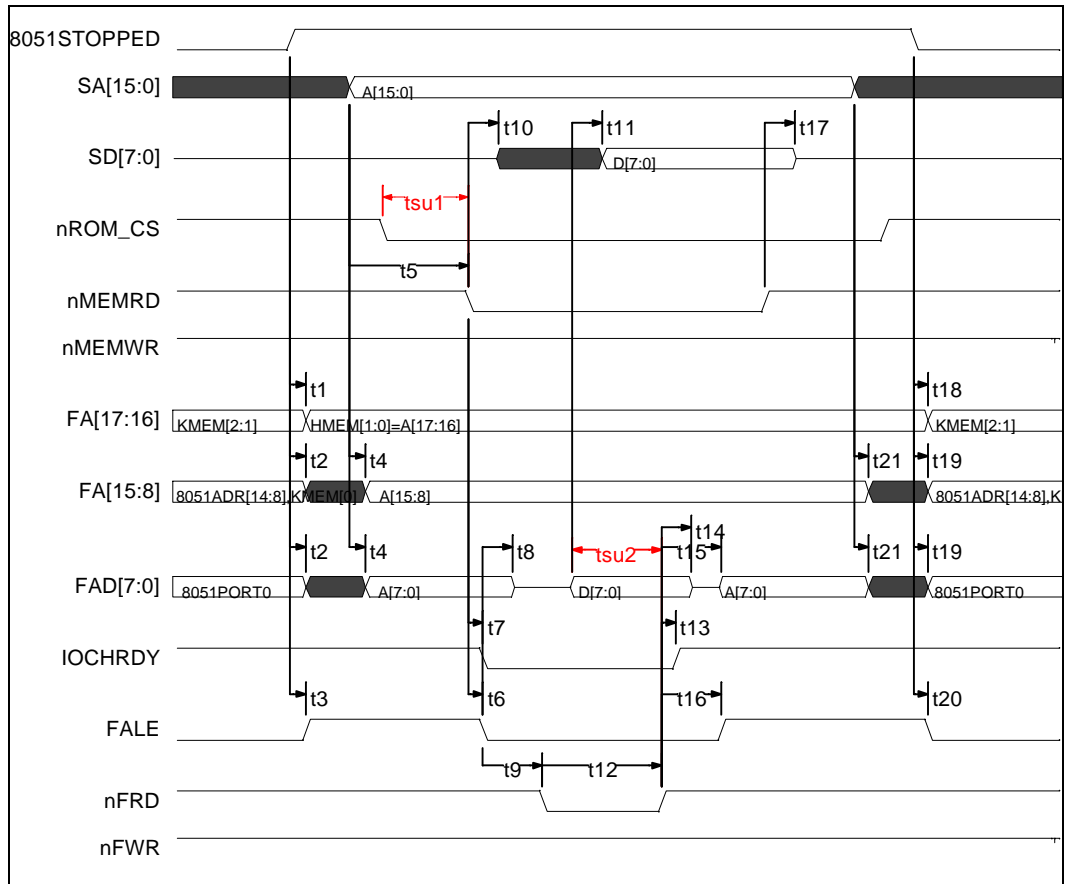 8051STOPPED
SA[15:0]
A[15:0]
t10
t11
t17
SD[7:0]
D[7:0]
tsu1
nROM_CS
t5
nMEMRD
nMEMWR
t1
t18
FA[17:16]
KMEM[2:1]
HMEM[1:0]=A[17:16]
KMEM[2:1]
t2
t4
t21
t19
FA[15:8]
8051ADR[14:8],KMEM[0]
A[15:8]
8051ADR[14:8],K
t14
t2
t4
t8
tsu2
t15
t21
t19
FAD[7:0]
8051PORT0
A[7:0]
D[7:0]
A[7:0]
8051PORT0
t7
t13
IOCHRDY
t3
t6
t16
t20
FALE
t9
t12
nFRD
nFWR